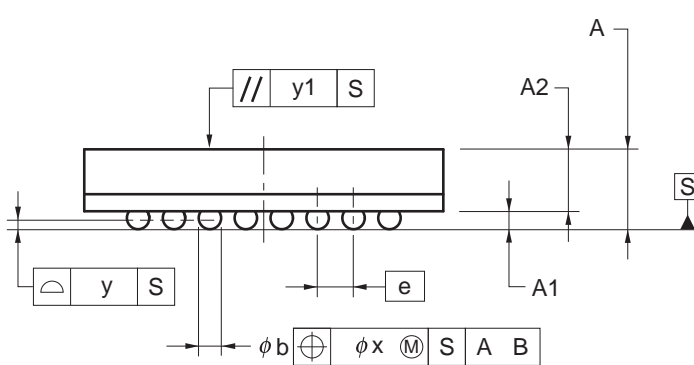 A
// y1 S
A2
S
⌓ y S
e
A1
φb ⌖ φx Ⓜ S A B